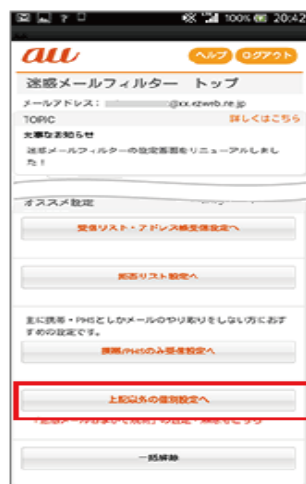 100% 20:42
au
ヘルプ ログアウト
迷惑メールフィルター トップ
メールアドレス： @xx.ezweb.ne.jp
TOPIC 詳しくはこちら
大事なお知らせ
迷惑メールフィルターの設定画面をリニューアルしまし
た！
オススメ設定
受信リスト・アドレス帳受信設定へ
拒否リスト設定へ
主に携帯・PHSとしかメールのやり取りをしない方におす
すめの設定です。
携帯/PHSのみ受信設定へ
上記以外の個別設定へ
一括解除